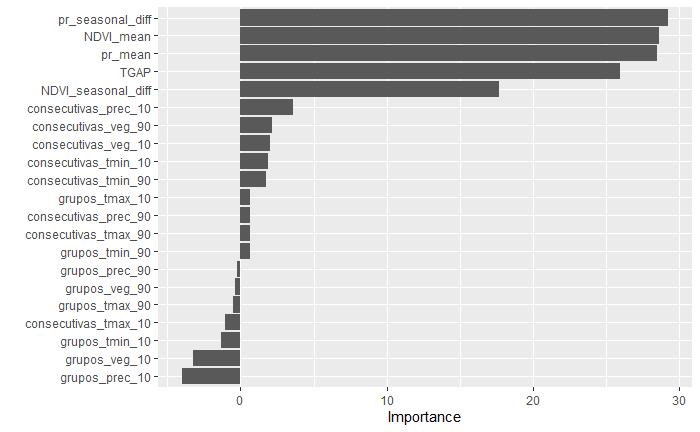 pr_seasonal_diff
NDVI_mean
pr_mean
TGAP
NDVI_seasonal_diff
consecutivas_prec_10
consecutivas_veg_90
consecutivas_veg_10
consecutivas_tmin_10
consecutivas_tmin_90
grupos_tmax_10
consecutivas_prec_90
consecutivas_tmax_90
grupos_tmin_90
grupos_prec_90
grupos_veg_90
grupos_tmax_90
consecutivas_tmax_10
grupos_tmin_10
grupos_veg_10
grupos_prec_10
0 10 20 30
Importance